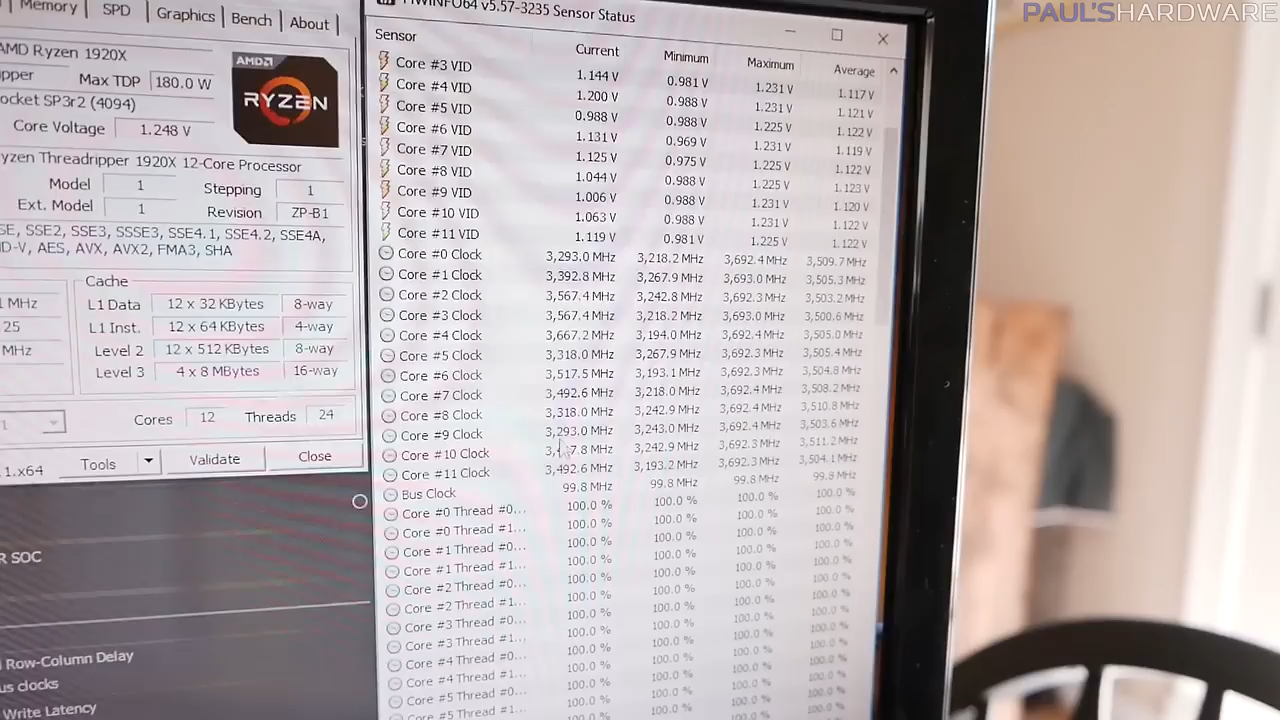 PAUL'SHARDWARE
Memory SPD Graphics Bench About
AMD Ryzen 1920X
Max TDP 180.0 W
AMD
RYZEN
SP3r2 (4094)
Core Voltage 1.248 V
Threadripper 1920X 12-Core Processor
Model 1 Stepping 1
Ext. Model 1 Revision ZP-B1
SSE2, SSE3, SSSE3, SSE4.1, SSE4.2, SSE4A,
AES, AVX, AVX2, FMA3, SHA
Cache
MHz L1 Data 12 x 32 KBytes 8-way
25 L1 Inst. 12 x 64 KBytes 4-way
MHz Level 2 12 x 512 KBytes 8-way
Level 3 4 x 8 MBytes 16-way
Cores 12 Threads 24
.1.x64 Tools Validate Close
SOC
Row-Column Delay
clocks
Write Latency
HWiNFO64 v5.57-3235 Sensor Status
Sensor Current Minimum Maximum Average
Core #3 VID 1.144 V 0.981 V 1.231 V 1.117 V
Core #4 VID 1.200 V 0.988 V 1.231 V 1.121 V
Core #5 VID 0.988 V 0.988 V 1.225 V 1.122 V
Core #6 VID 1.131 V 0.969 V 1.231 V 1.119 V
Core #7 VID 1.125 V 0.975 V 1.225 V 1.122 V
Core #8 VID 1.044 V 0.988 V 1.225 V 1.123 V
Core #9 VID 1.006 V 0.988 V 1.231 V 1.120 V
Core #10 VID 1.063 V 0.988 V 1.231 V 1.122 V
Core #11 VID 1.119 V 0.981 V 1.225 V 1.122 V
Core #0 Clock 3,293.0 MHz 3,218.2 MHz 3,692.4 MHz 3,509.7 MHz
Core #1 Clock 3,392.8 MHz 3,267.9 MHz 3,693.0 MHz 3,505.3 MHz
Core #2 Clock 3,567.4 MHz 3,242.8 MHz 3,692.3 MHz 3,503.2 MHz
Core #3 Clock 3,567.4 MHz 3,218.2 MHz 3,693.0 MHz 3,500.6 MHz
Core #4 Clock 3,667.2 MHz 3,194.0 MHz 3,692.4 MHz 3,505.0 MHz
Core #5 Clock 3,318.0 MHz 3,267.9 MHz 3,692.3 MHz 3,505.4 MHz
Core #6 Clock 3,517.5 MHz 3,193.1 MHz 3,692.3 MHz 3,504.8 MHz
Core #7 Clock 3,492.6 MHz 3,218.0 MHz 3,692.4 MHz 3,508.2 MHz
Core #8 Clock 3,318.0 MHz 3,242.9 MHz 3,692.4 MHz 3,510.8 MHz
Core #9 Clock 3,293.0 MHz 3,243.0 MHz 3,692.4 MHz 3,503.6 MHz
Core #10 Clock MHz 3,242.9 MHz 3,692.3 MHz 3,511.2 MHz
Core #11 Clock 3,492.6 MHz 3,193.2 MHz 3,692.3 MHz 3,504.1 MHz
Bus Clock 99.8 MHz 99.8 MHz 99.8 MHz 99.8 MHz
Core #0 Thread #0... 100.0 % 100.0 % 100.0 % 100.0 %
Core #0 Thread #1... 100.0 % 100.0 % 100.0 % 100.0 %
Core #1 Thread #0... 100.0 % 100.0 % 100.0 % 100.0 %
Core #1 Thread #1... 100.0 % 100.0 % 100.0 % 100.0 %
Core #2 Thread #0... 100.0 % 100.0 % 100.0 % 100.0 %
Core #2 Thread #1... 100.0 % 100.0 % 100.0 % 100.0 %
Core #3 Thread #0... 100.0 % 100.0 % 100.0 % 100.0 %
Core #3 Thread #1... 100.0 % 100.0 % 100.0 % 100.0 %
Core #4 Thread #0... 100.0 % 100.0 % 100.0 % 100.0 %
Core #4 Thread #1... 100.0 % 100.0 % 100.0 % 100.0 %
Core #5 Thread #0... 100.0 % 100.0 % 100.0 % 100.0 %
Core #5 Thread #1... 100.0 % 100.0 % 100.0 %